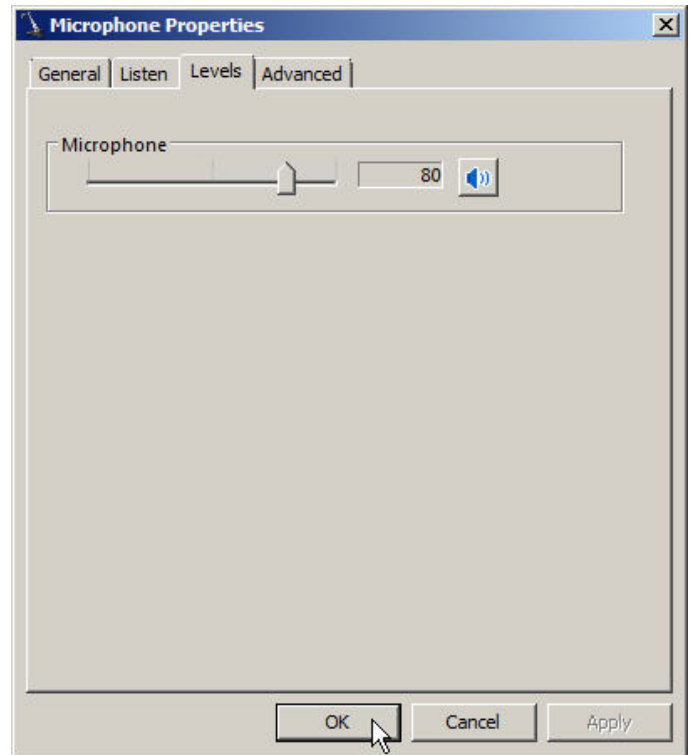 Microphone Properties
General Listen Levels Advanced
Microphone
80
OK Cancel Apply